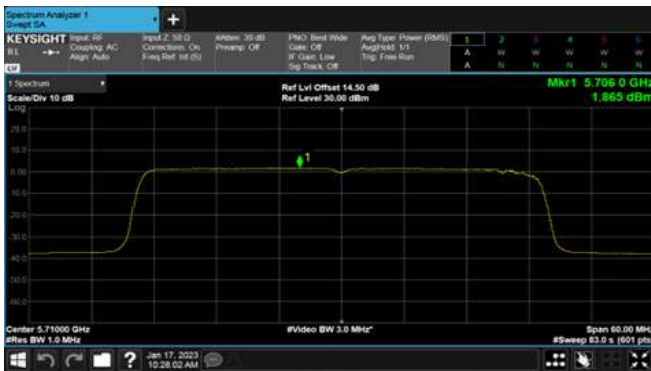 Spectrum Analyzer 1
Swept SA
KEYSIGHT Input: RF
RL Coupling: AC
Align: Auto
Input Z: 50 Ω
Corrections: On
Freq Ref: Int (S)
#Atten: 30 dB
Preamp: Off
PNO: Best Wide
Gate: Off
IF Gain: Low
Sig Track: Off
Avg Type: Power (RMS)
Avg|Hold: 1/1
Trig: Free Run
1 2 3 4 5 6
A W W W W W
A N N N N N
1 Spectrum
Scale/Div 10 dB
Log
Ref Lvl Offset 14.50 dB
Ref Level 30.00 dBm
Mkr1 5.706 0 GHz
1.865 dBm
20.0
10.0
0.00
-10.0
-20.0
-30.0
-40.0
-50.0
-60.0
1
Center 5.71000 GHz
#Res BW 1.0 MHz
#Video BW 3.0 MHz*
Span 60.00 MHz
#Sweep 83.0 s (601 pts)
Jan 17, 2023
10:28:02 AM